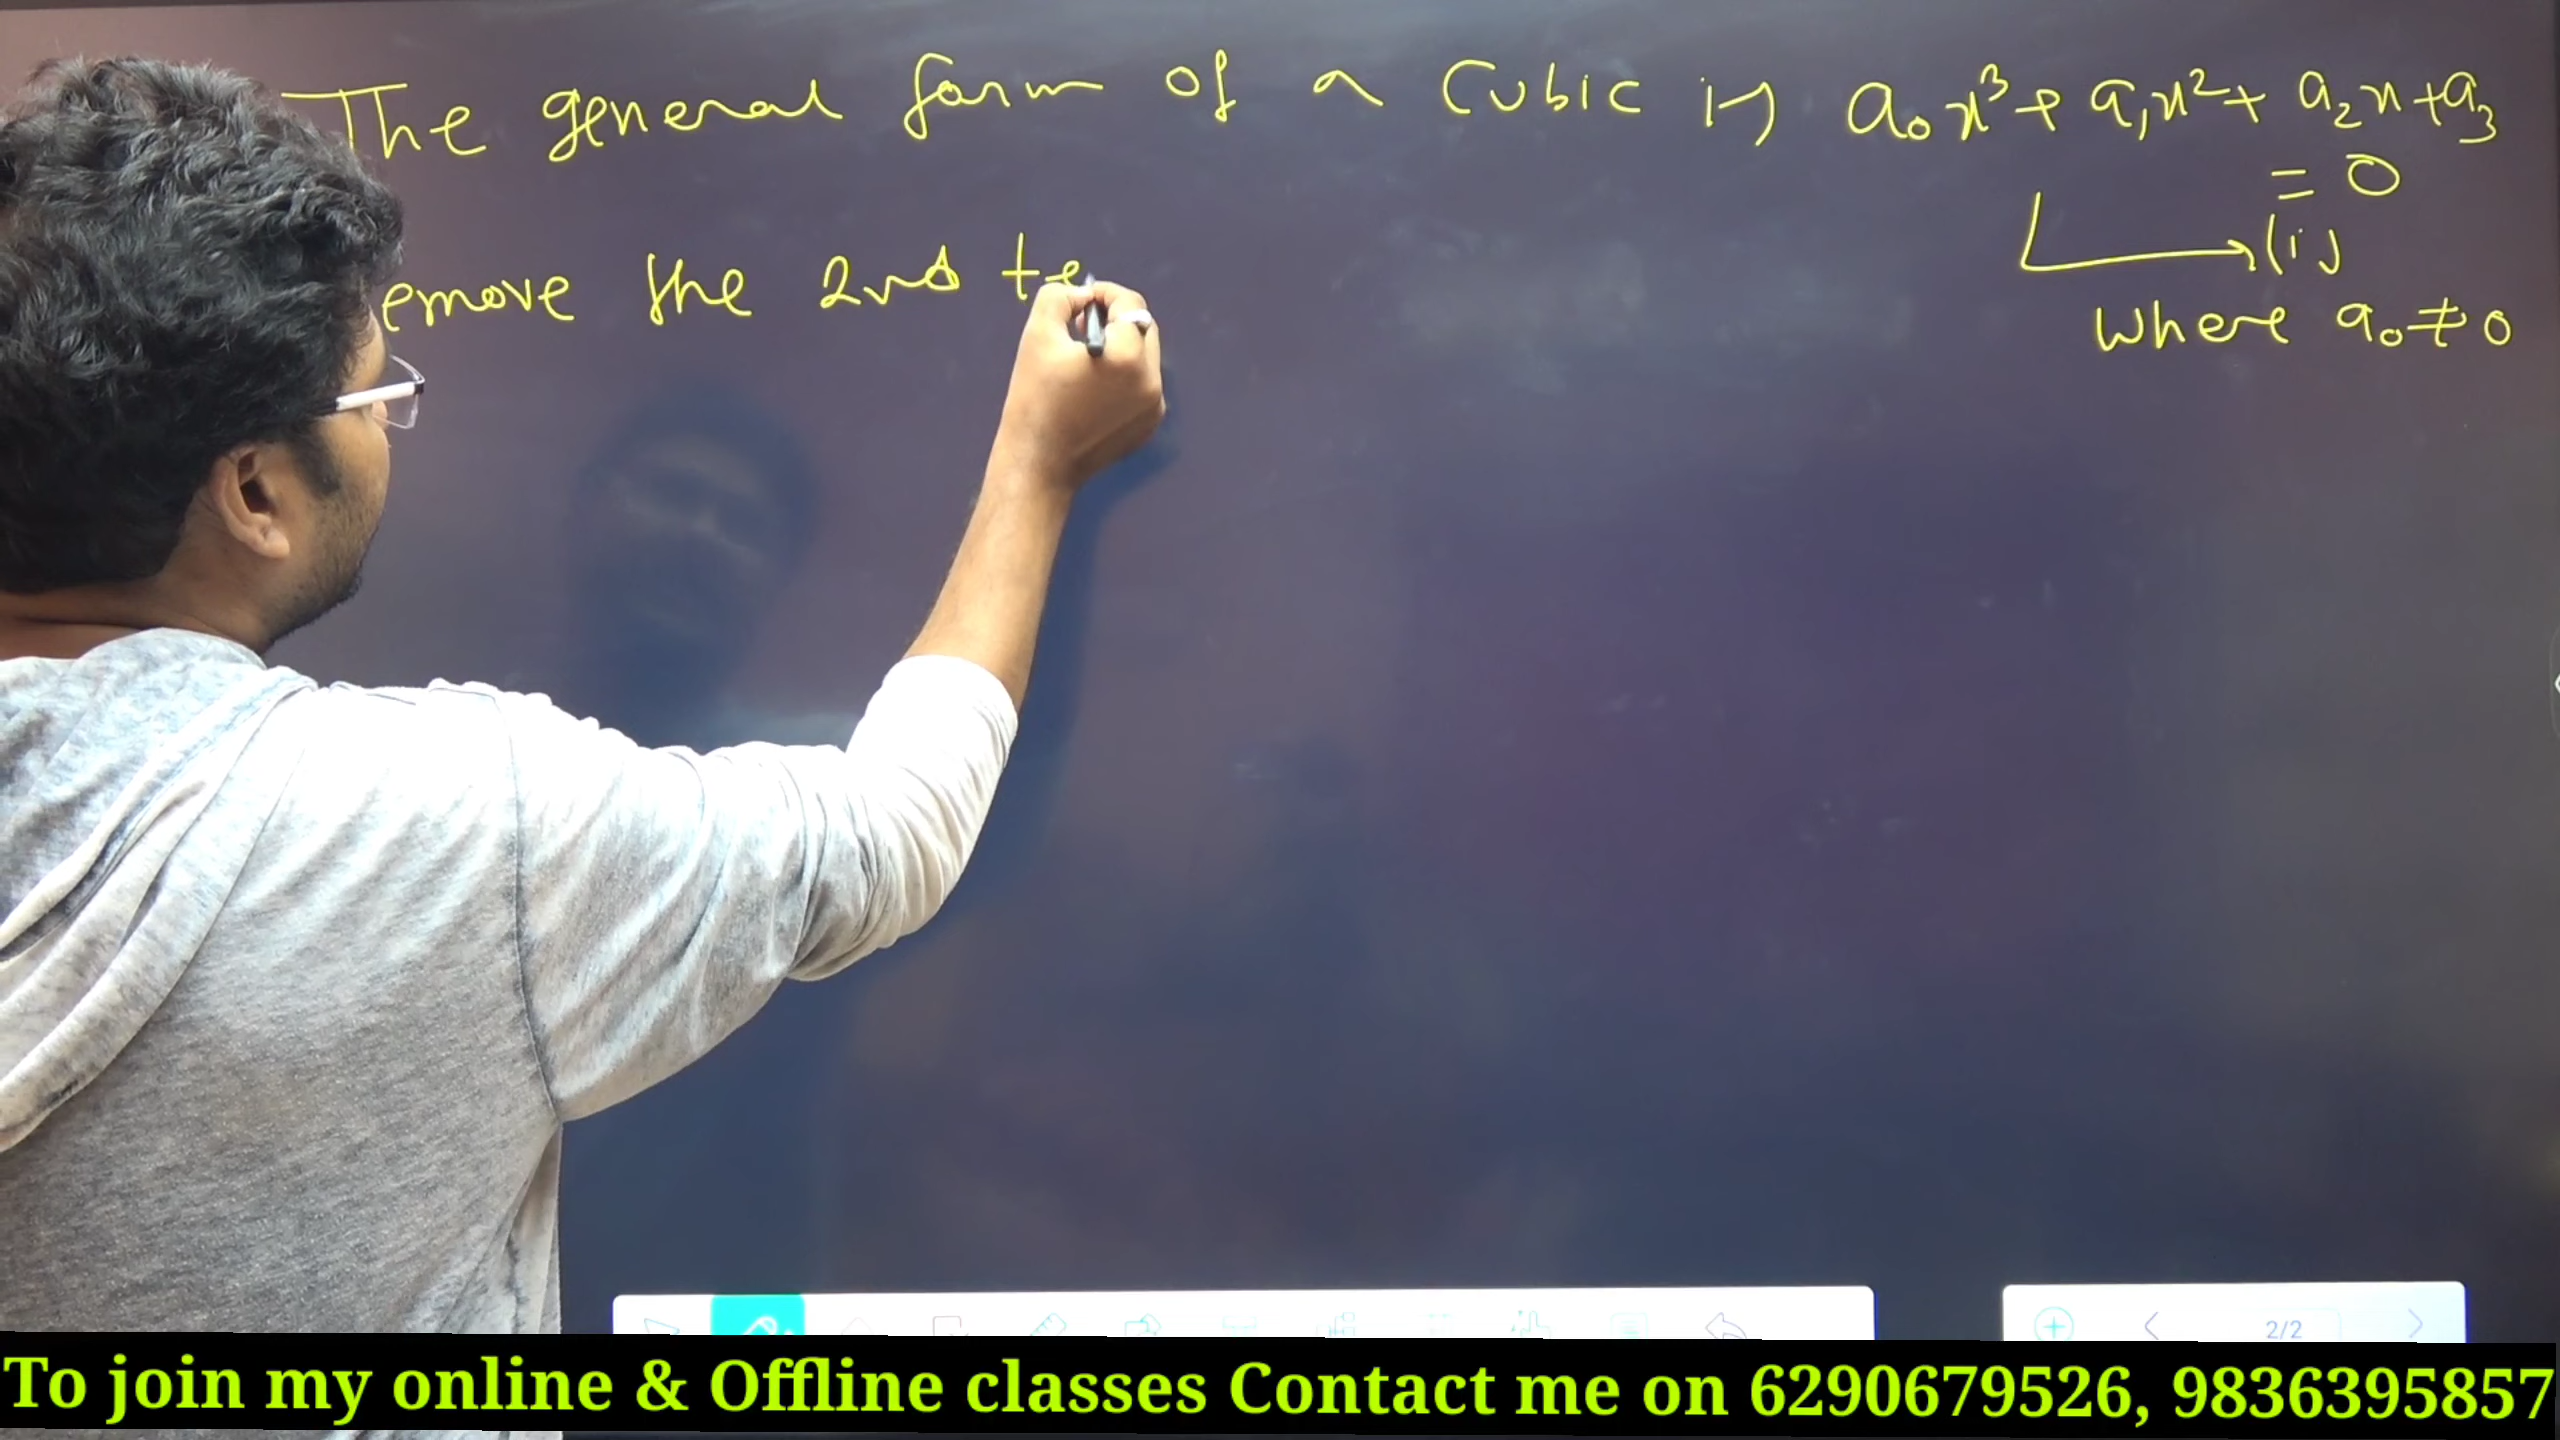 The general form of a cubic is a₀x³ + a₁x² + a₂x + a₃
= 0
(i)
where a₀ ≠ 0
emove the 2nd te
2/2
To join my online & Offline classes Contact me on 6290679526, 9836395857